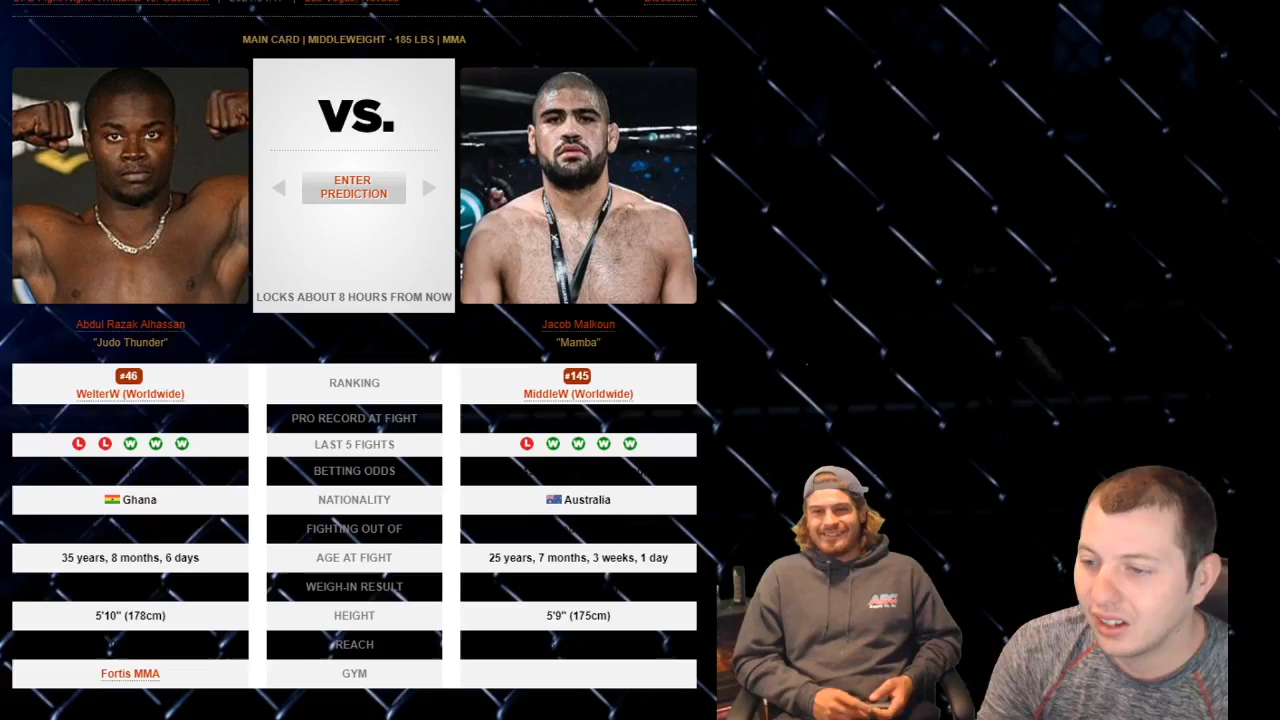 MAIN CARD | MIDDLEWEIGHT · 185 LBS | MMA
VS.
ENTER
PREDICTION
LOCKS ABOUT 8 HOURS FROM NOW
Abdul Razak Alhassan
"Judo Thunder"
Jacob Malkoun
"Mamba"
#46
WelterW (Worldwide)
RANKING
#145
MiddleW (Worldwide)
PRO RECORD AT FIGHT
L L W W W
LAST 5 FIGHTS
L W W W W
BETTING ODDS
Ghana
NATIONALITY
Australia
FIGHTING OUT OF
35 years, 8 months, 6 days
AGE AT FIGHT
25 years, 7 months, 3 weeks, 1 day
WEIGH-IN RESULT
5'10" (178cm)
HEIGHT
5'9" (175cm)
REACH
Fortis MMA
GYM